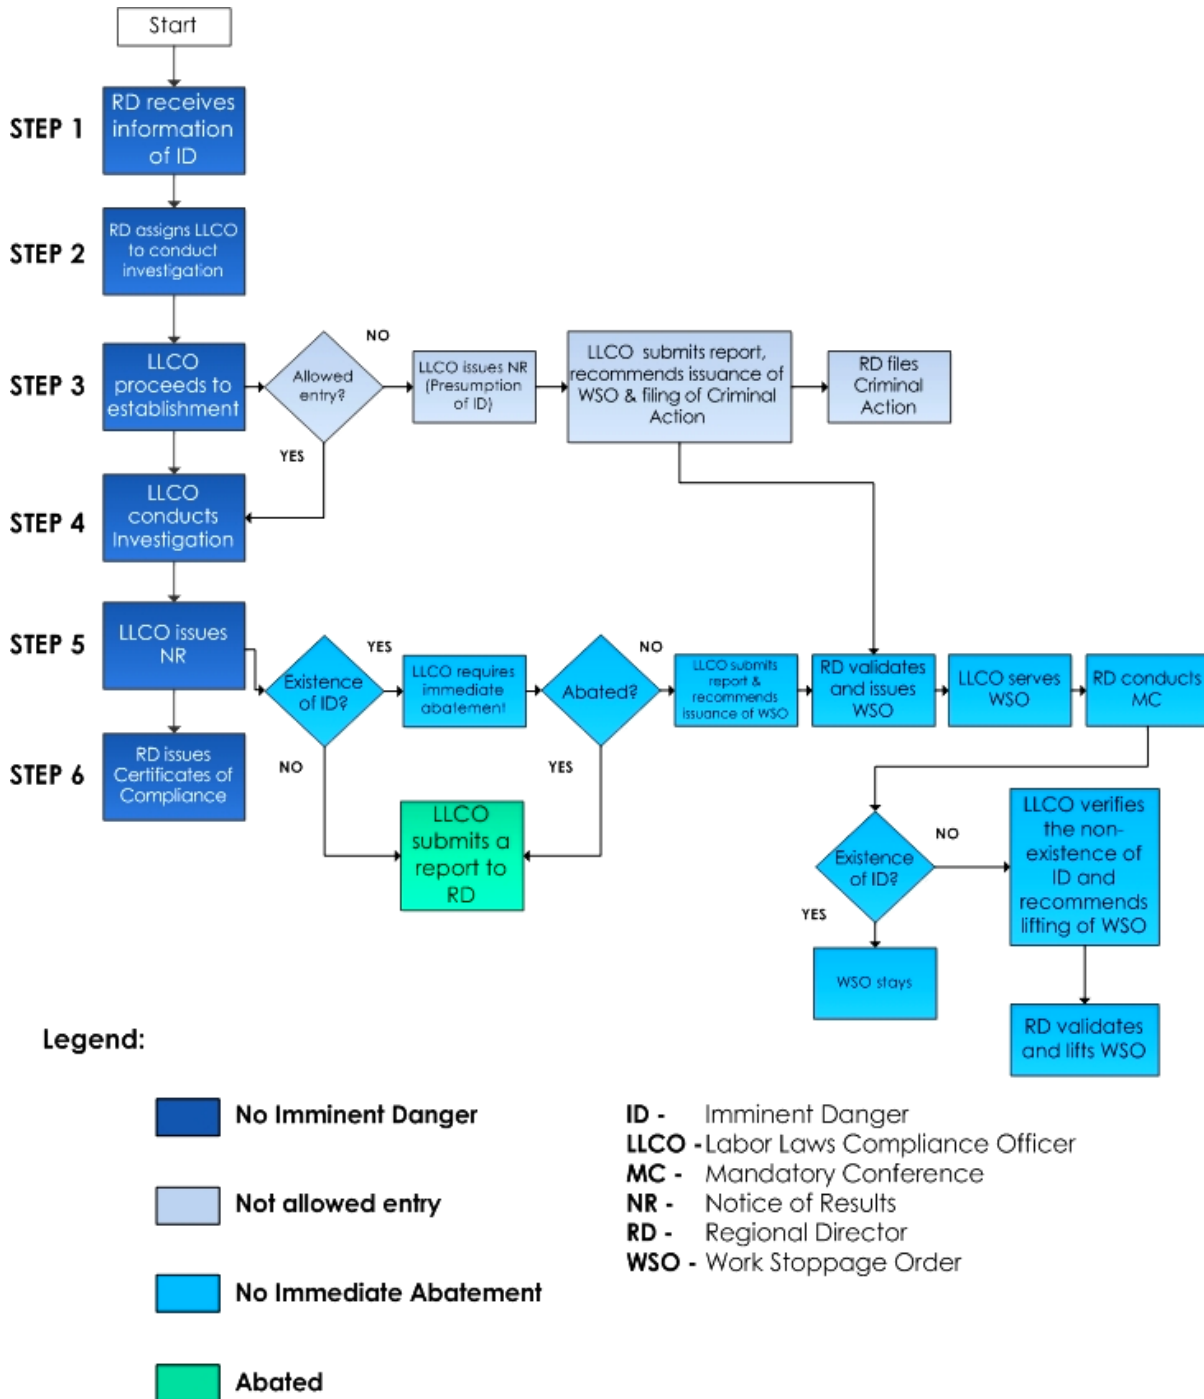 Start
STEP 1
RD receives
information
of ID
STEP 2
RD assigns LLCO
to conduct
investigation
STEP 3
LLCO
proceeds to
establishment
Allowed
entry?
NO
YES
LLCO issues NR
(Presumption
of ID)
LLCO submits report,
recommends issuance of
WSO & filing of Criminal
Action
RD files
Criminal
Action
STEP 4
LLCO
conducts
Investigation
STEP 5
LLCO issues
NR
Existence
of ID?
YES
NO
LLCO requires
immediate
abatement
Abated?
NO
YES
LLCO submits
report &
recommends
issuance of WSO
RD validates
and issues
WSO
LLCO serves
WSO
RD conducts
MC
STEP 6
RD issues
Certificates of
Compliance
LLCO
submits a
report to
RD
Existence
of ID?
NO
YES
LLCO verifies
the non-
existence of
ID and
recommends
lifting of WSO
WSO stays
RD validates
and lifts WSO
Legend:
No Imminent Danger
Not allowed entry
No Immediate Abatement
Abated
ID - Imminent Danger
LLCO - Labor Laws Compliance Officer
MC - Mandatory Conference
NR - Notice of Results
RD - Regional Director
WSO - Work Stoppage Order